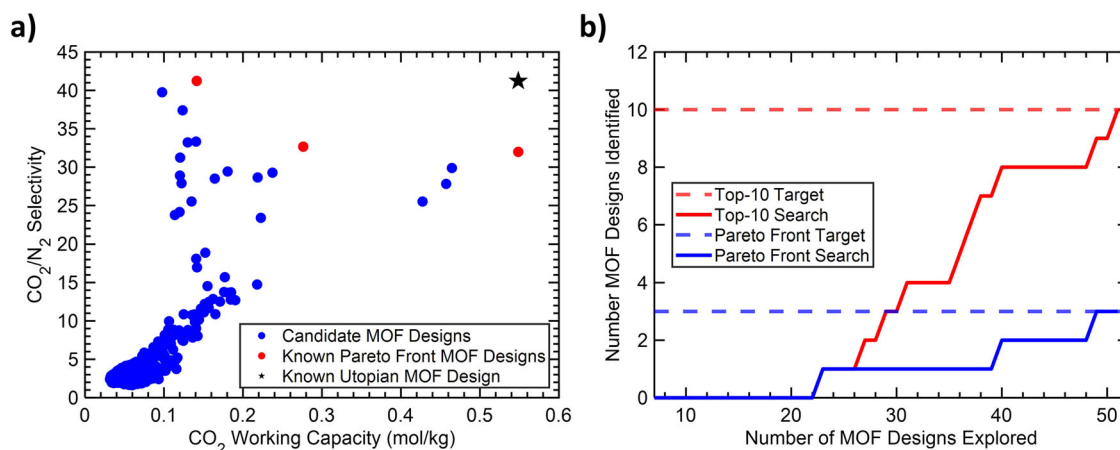 a)
CO2/N2 Selectivity
45
40
35
30
25
20
15
10
5
0
0
0.1
0.2
0.3
0.4
0.5
0.6
CO2 Working Capacity (mol/kg)
Candidate MOF Designs
Known Pareto Front MOF Designs
Known Utopian MOF Design
b)
Number MOF Designs Identified
12
10
8
6
4
2
0
10
20
30
40
50
Number of MOF Designs Explored
Top-10 Target
Top-10 Search
Pareto Front Target
Pareto Front Search